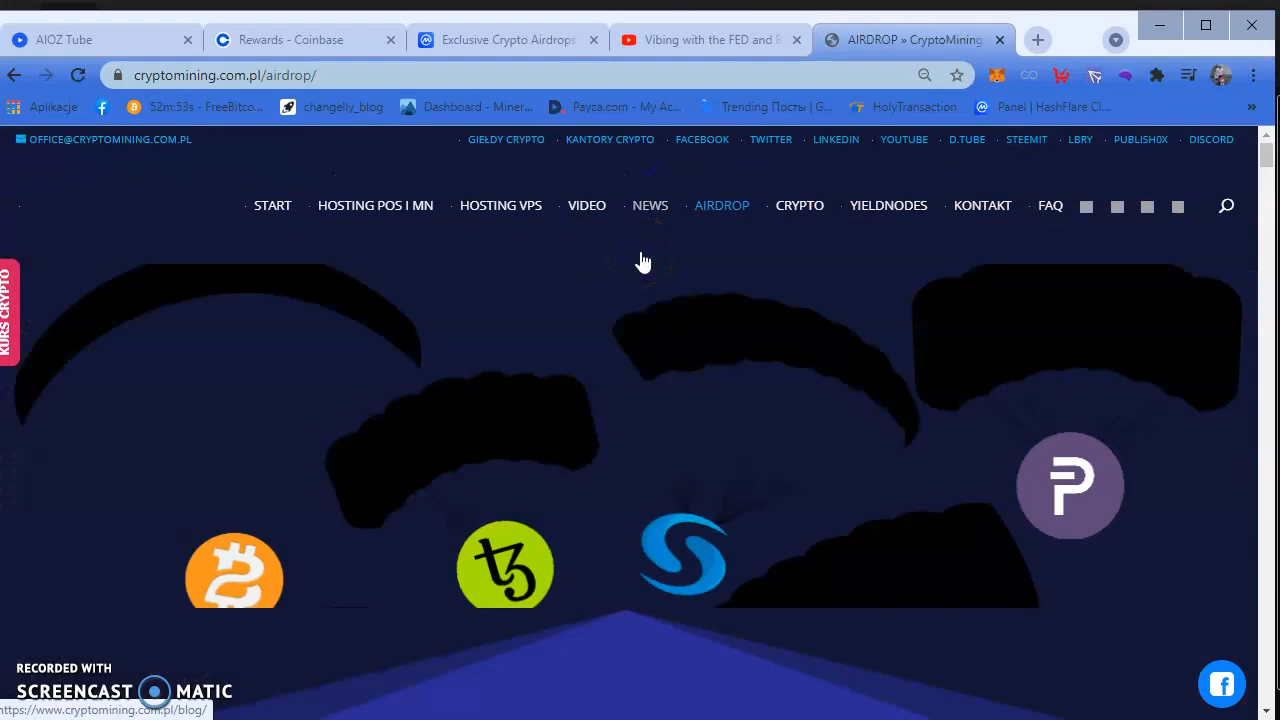 AIOZ Tube
Rewards - Coinbase
Exclusive Crypto Airdrops
Vibing with the FED and B
AIRDROP » CryptoMining
cryptomining.com.pl/airdrop/
Aplikacje
52m:53s - FreeBitco...
changelly_blog
Dashboard - Miner...
Payza.com - My Ac...
Trending Посты | G...
HolyTransaction
Panel | HashFlare Cl...
OFFICE@CRYPTOMINING.COM.PL
GIEŁDY CRYPTO
KANTORY CRYPTO
FACEBOOK
TWITTER
LINKEDIN
YOUTUBE
D.TUBE
STEEMIT
LBRY
PUBLISH0X
DISCORD
START
HOSTING POS I MN
HOSTING VPS
VIDEO
NEWS
AIRDROP
CRYPTO
YIELDNODES
KONTAKT
FAQ
KURS CRYPTO
RECORDED WITH
SCREENCAST MATIC
https://www.cryptomining.com.pl/blog/